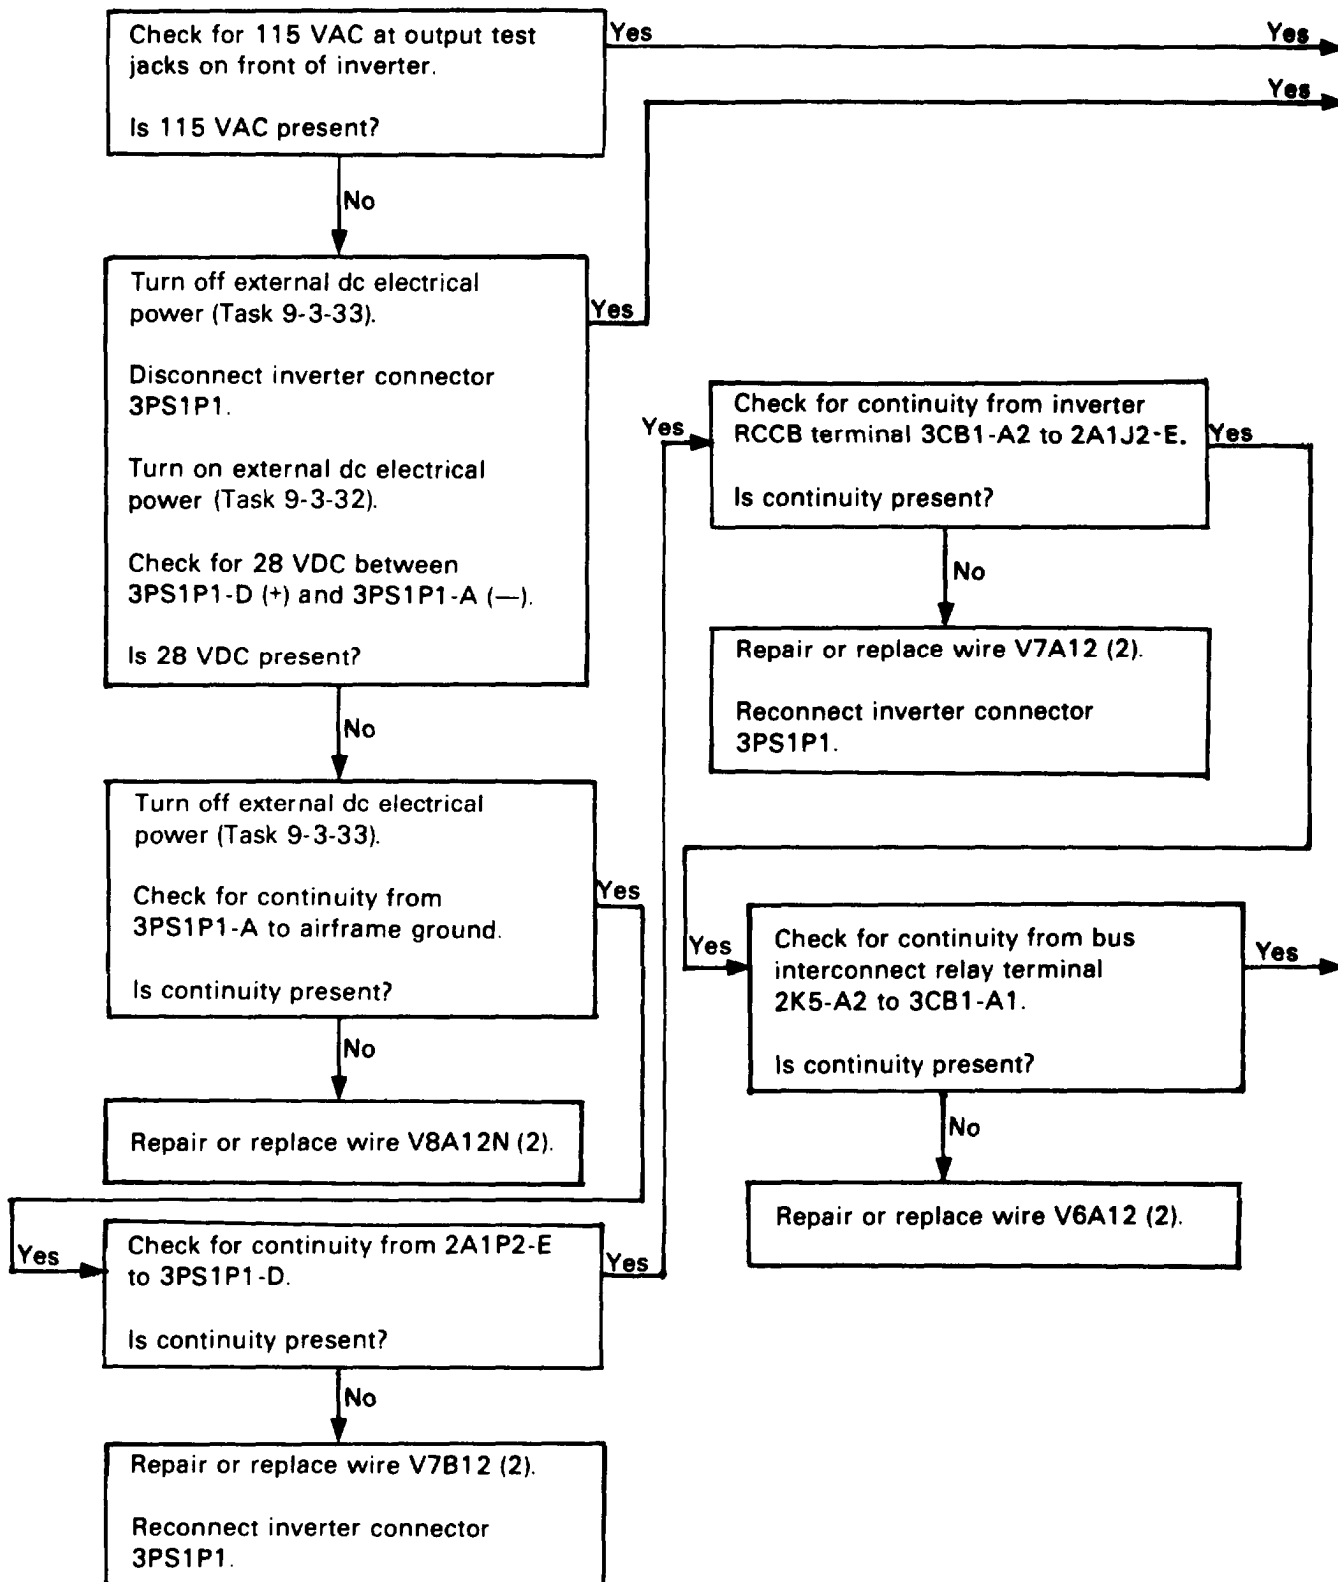 Check for 115 VAC at output test
jacks on front of inverter.
Is 115 VAC present?
Yes
Yes
Yes
No
Turn off external dc electrical
power (Task 9-3-33).
Disconnect inverter connector
3PS1P1.
Turn on external dc electrical
power (Task 9-3-32).
Check for 28 VDC between
3PS1P1-D (+) and 3PS1P1-A (—).
Is 28 VDC present?
Yes
No
Turn off external dc electrical
power (Task 9-3-33).
Check for continuity from
3PS1P1-A to airframe ground.
Is continuity present?
Yes
No
Repair or replace wire V8A12N (2).
Yes
Check for continuity from 2A1P2-E
to 3PS1P1-D.
Is continuity present?
Yes
No
Repair or replace wire V7B12 (2).
Reconnect inverter connector
3PS1P1.
Yes
Check for continuity from inverter
RCCB terminal 3CB1-A2 to 2A1J2-E.
Is continuity present?
Yes
No
Repair or replace wire V7A12 (2).
Reconnect inverter connector
3PS1P1.
Yes
Check for continuity from bus
interconnect relay terminal
2K5-A2 to 3CB1-A1.
Is continuity present?
Yes
No
Repair or replace wire V6A12 (2).